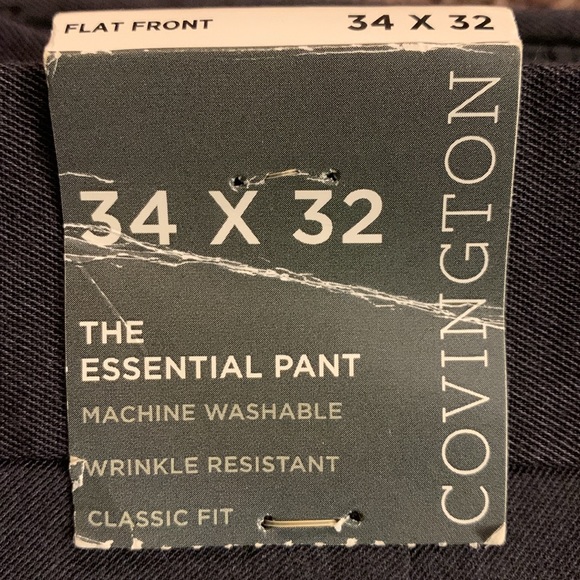 FLAT FRONT 34 X 32
34 X 32
THE
ESSENTIAL PANT
MACHINE WASHABLE
WRINKLE RESISTANT
CLASSIC FIT
COVINGTON